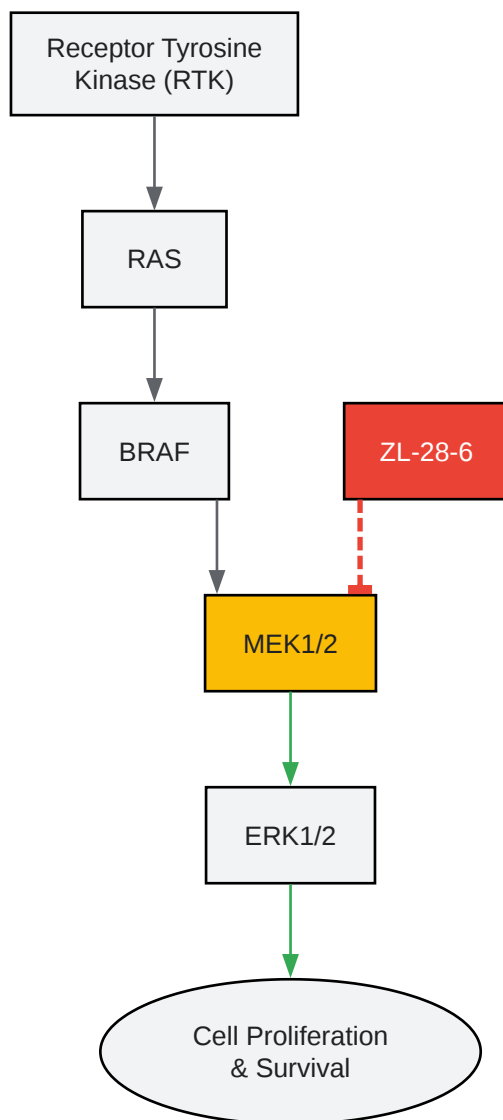 Receptor Tyrosine
Kinase (RTK)
RAS
BRAF
ZL-28-6
MEK1/2
ERK1/2
Cell Proliferation
& Survival